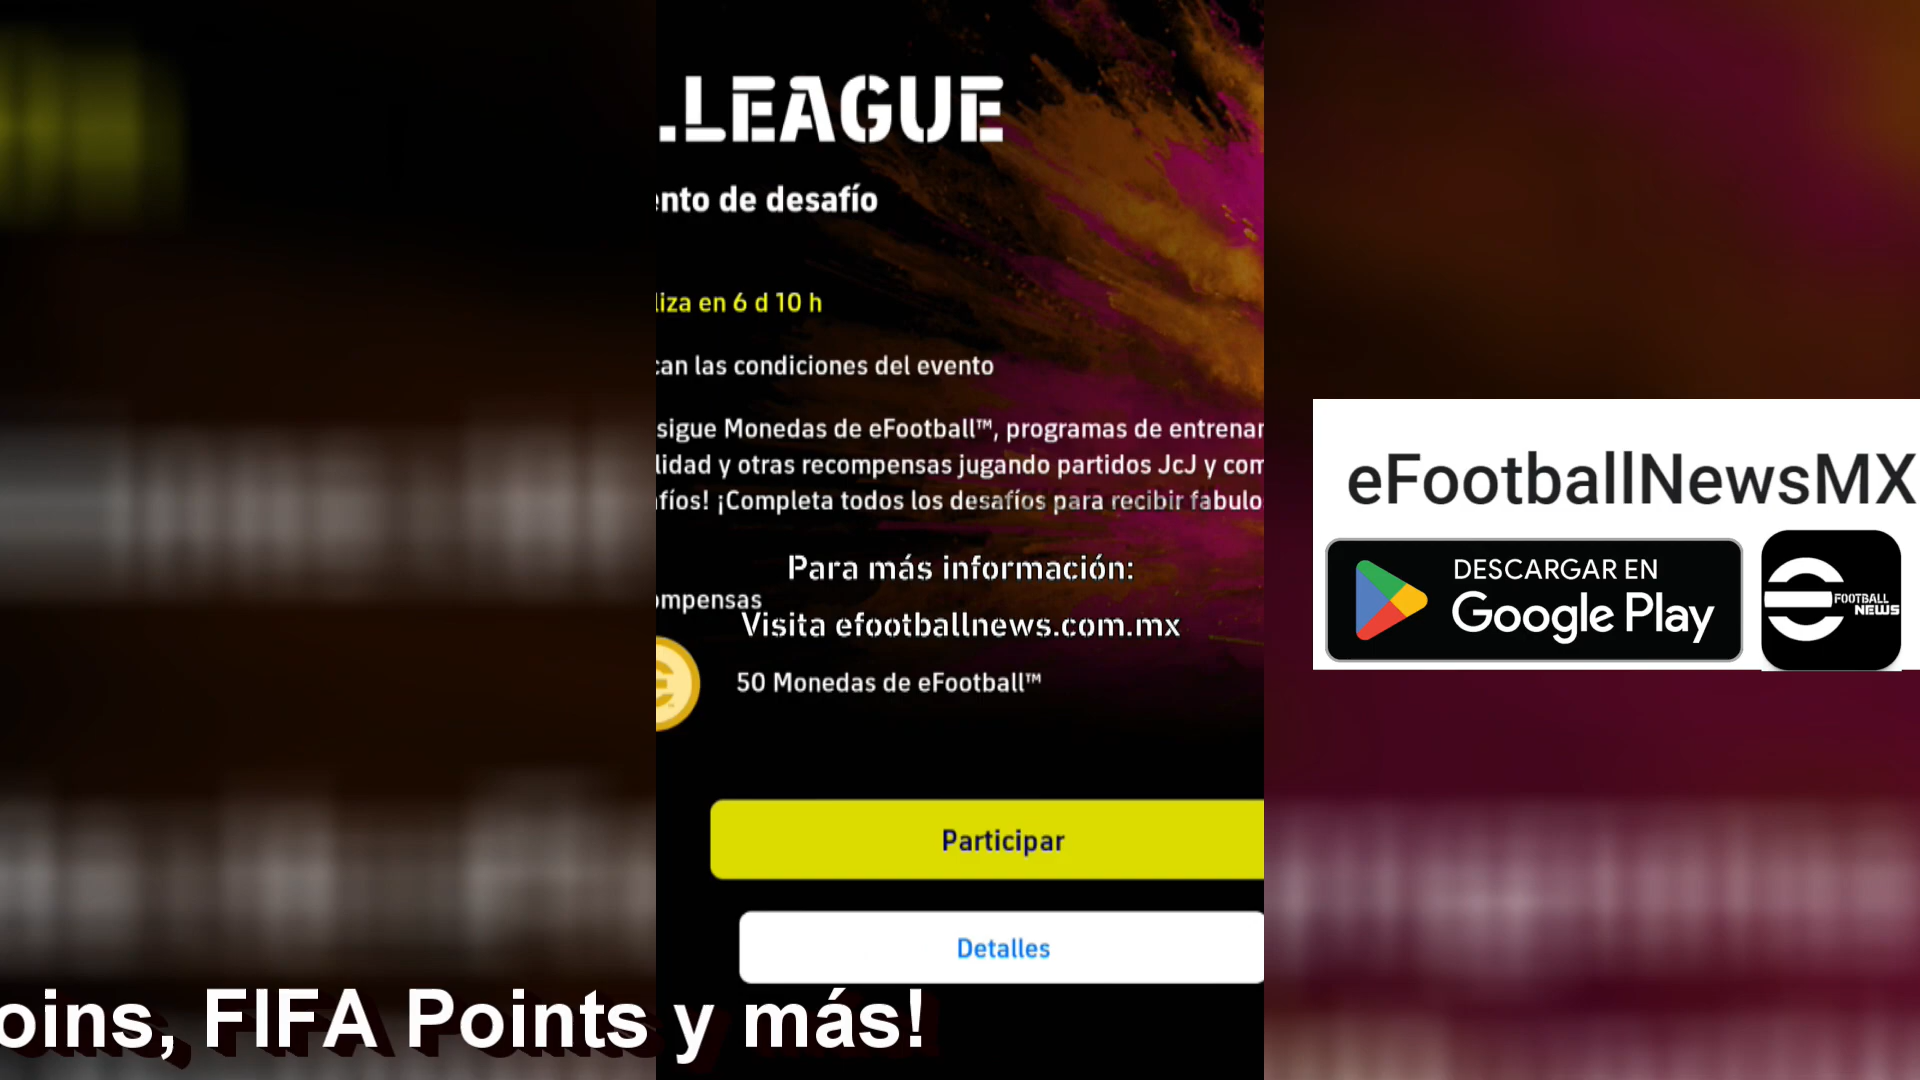 .LEAGUE
ento de desafío
liza en 6 d 10 h
can las condiciones del evento
sigue Monedas de eFootball™, programas de entrenar
lidad y otras recompensas jugando partidos JcJ y com
fíos! ¡Completa todos los desafíos para recibir fabulo
Para más información:
ompensas
Visita efootballnews.com.mx
50 Monedas de eFootball™
Participar
Detalles
eFootballNewsMX
DESCARGAR EN
Google Play
FOOTBALL
NEWS
oins, FIFA Points y más!